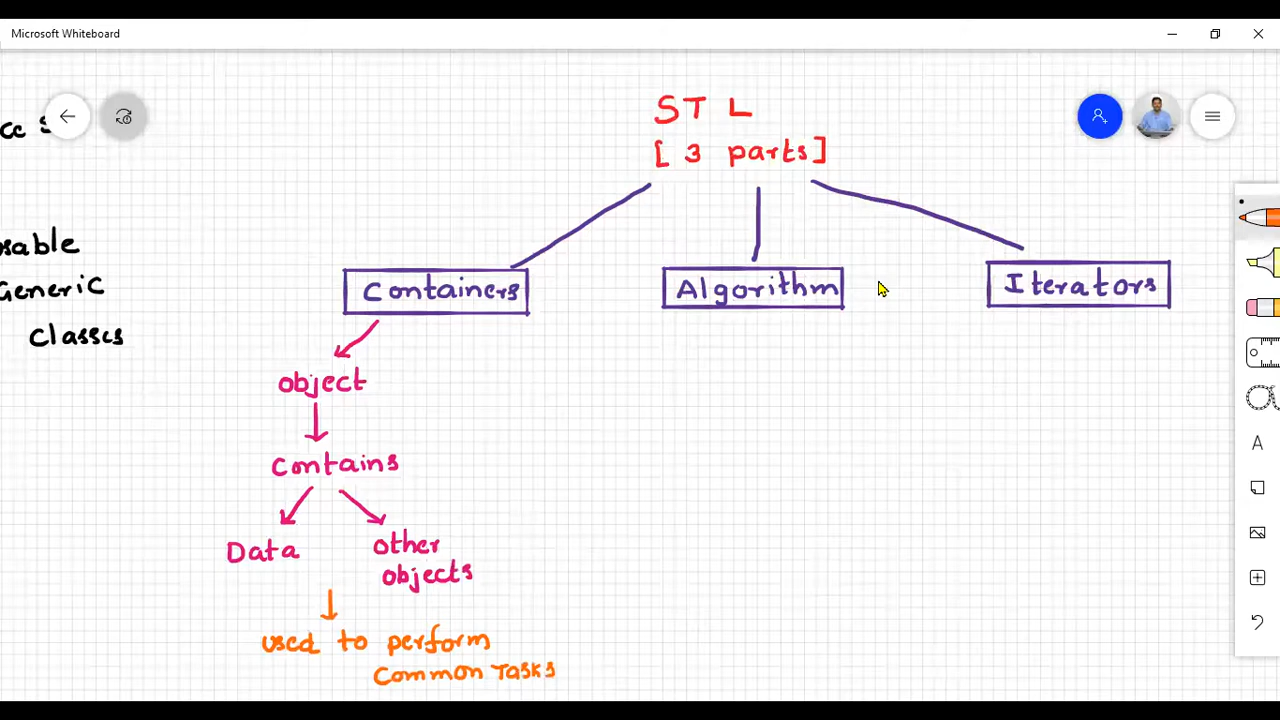 Microsoft Whiteboard
STL
[ 3 parts ]
Containers
Algorithm
Iterators
usable
Generic
Classes
object
Contains
Data
other
objects
used to perform
Common Tasks
A